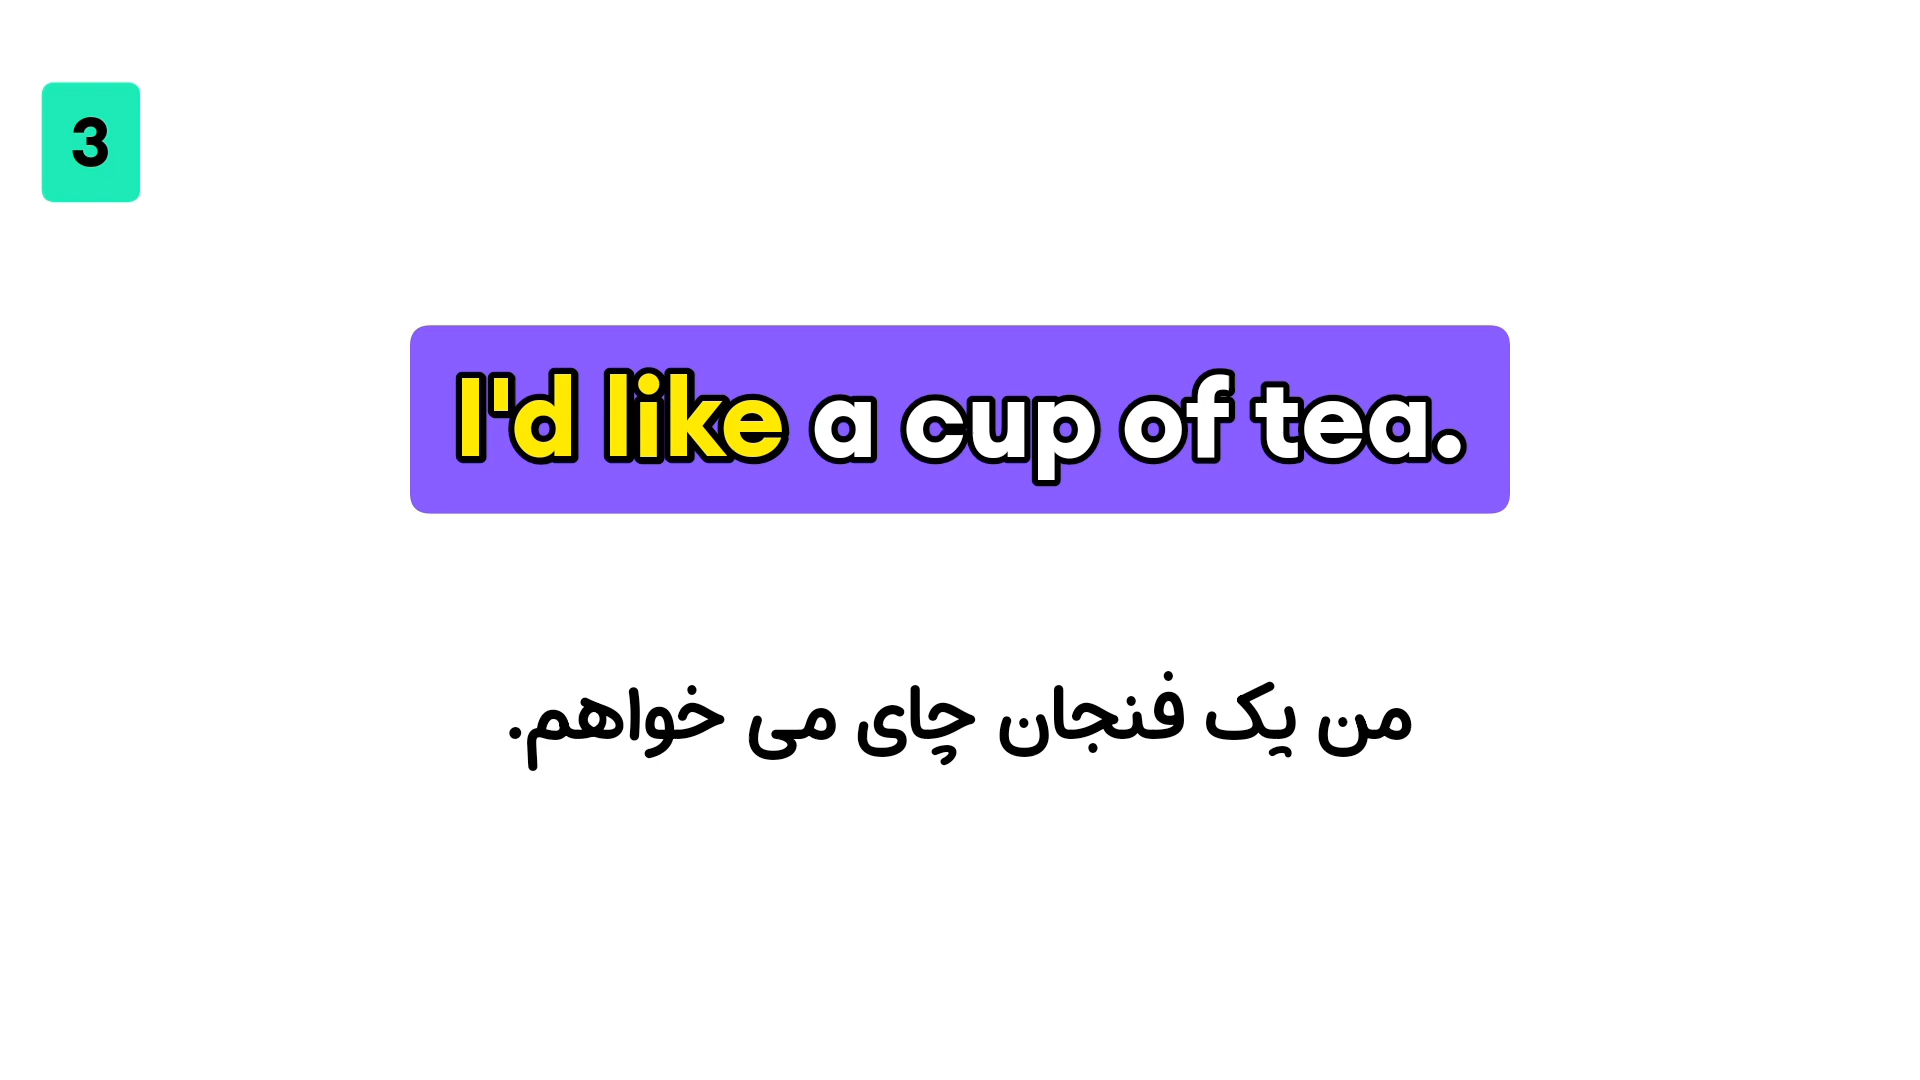 3
I'd like a cup of tea.
من یک فنجان چای می خواهم.